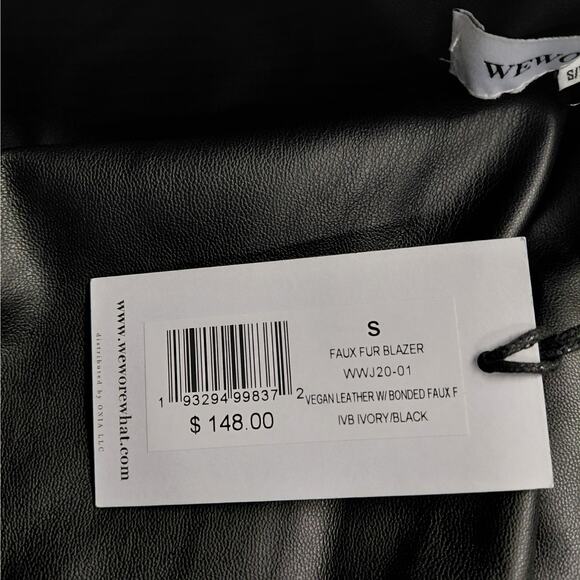 WEWO
S/
www.weworewhat.com
distributed by ONIA LLC
1 93294 99837 2
$ 148.00
S
FAUX FUR BLAZER
WWJ20-01
VEGAN LEATHER W/ BONDED FAUX F
IVB IVORY/BLACK